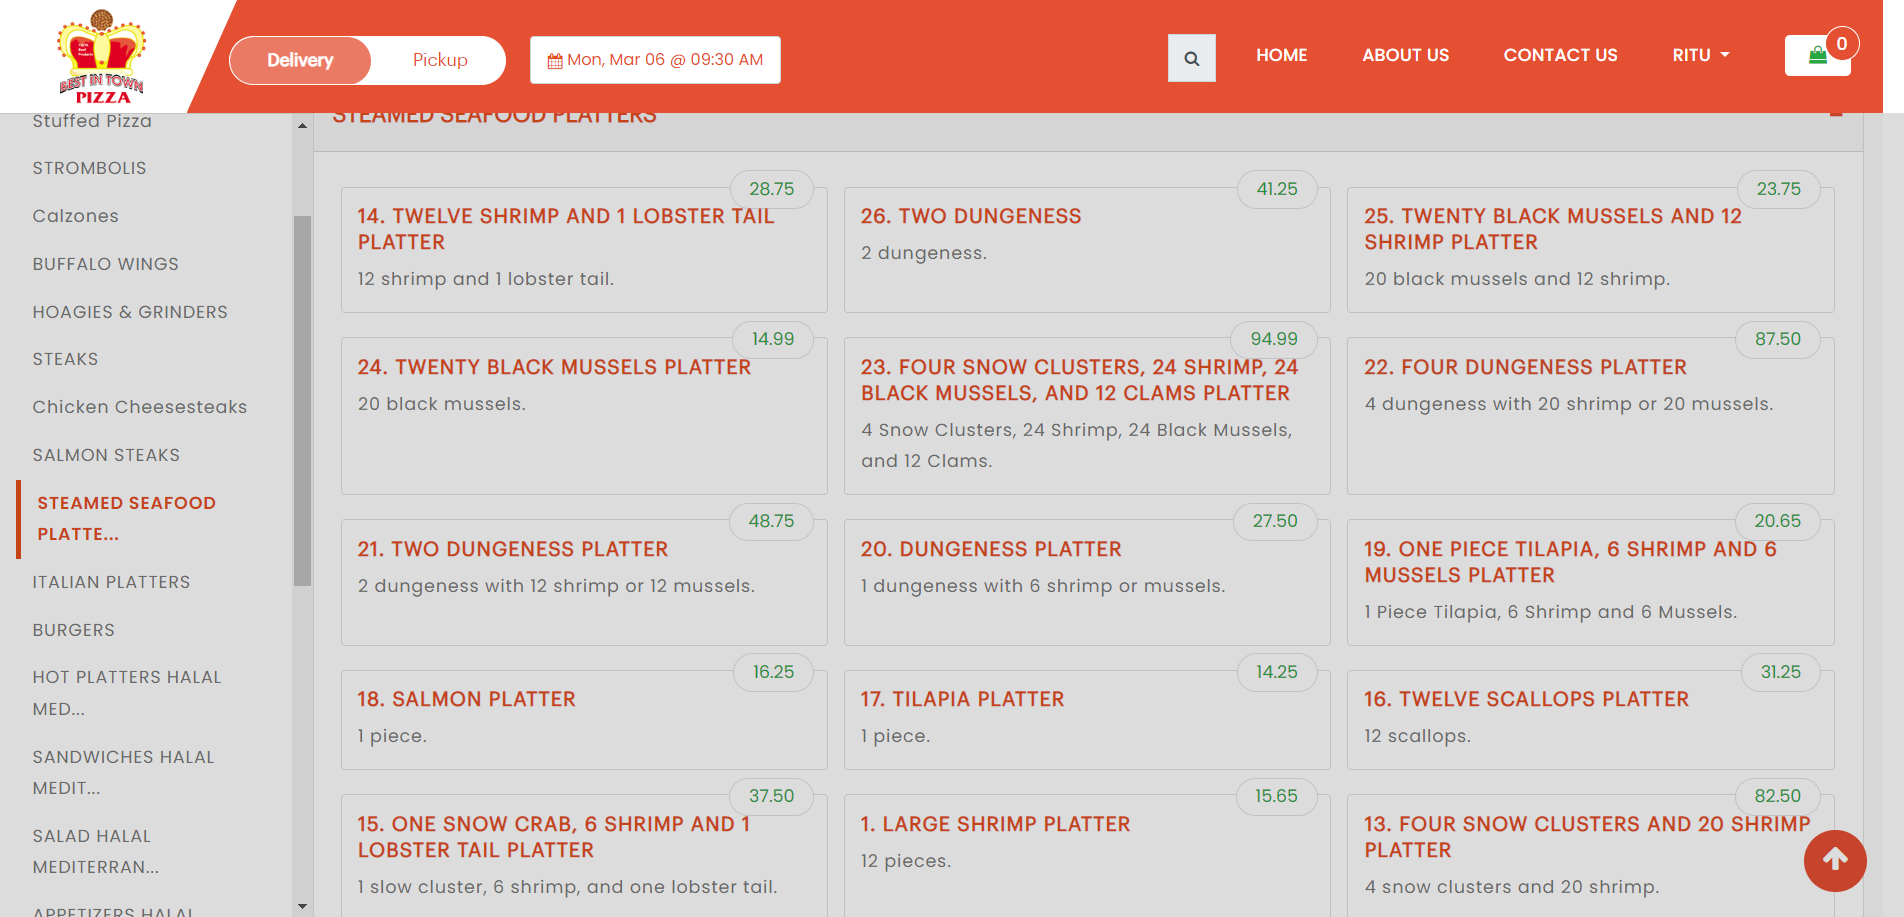 BEST IN TOWN
PIZZA
Delivery
Pickup
Mon, Mar 06 @ 09:30 AM
HOME
ABOUT US
CONTACT US
RITU
0
Stuffed Pizza
STROMBOLIS
Calzones
BUFFALO WINGS
HOAGIES & GRINDERS
STEAKS
Chicken Cheesesteaks
SALMON STEAKS
STEAMED SEAFOOD
PLATTE...
ITALIAN PLATTERS
BURGERS
HOT PLATTERS HALAL
MED...
SANDWICHES HALAL
MEDIT...
SALAD HALAL
MEDITERRAN...
APPETIZERS HALAL
STEAMED SEAFOOD PLATTERS
28.75
14. TWELVE SHRIMP AND 1 LOBSTER TAIL
PLATTER
12 shrimp and 1 lobster tail.
41.25
26. TWO DUNGENESS
2 dungeness.
23.75
25. TWENTY BLACK MUSSELS AND 12
SHRIMP PLATTER
20 black mussels and 12 shrimp.
14.99
24. TWENTY BLACK MUSSELS PLATTER
20 black mussels.
94.99
23. FOUR SNOW CLUSTERS, 24 SHRIMP, 24
BLACK MUSSELS, AND 12 CLAMS PLATTER
4 Snow Clusters, 24 Shrimp, 24 Black Mussels,
and 12 Clams.
87.50
22. FOUR DUNGENESS PLATTER
4 dungeness with 20 shrimp or 20 mussels.
48.75
21. TWO DUNGENESS PLATTER
2 dungeness with 12 shrimp or 12 mussels.
27.50
20. DUNGENESS PLATTER
1 dungeness with 6 shrimp or mussels.
20.65
19. ONE PIECE TILAPIA, 6 SHRIMP AND 6
MUSSELS PLATTER
1 Piece Tilapia, 6 Shrimp and 6 Mussels.
16.25
18. SALMON PLATTER
1 piece.
14.25
17. TILAPIA PLATTER
1 piece.
31.25
16. TWELVE SCALLOPS PLATTER
12 scallops.
37.50
15. ONE SNOW CRAB, 6 SHRIMP AND 1
LOBSTER TAIL PLATTER
1 slow cluster, 6 shrimp, and one lobster tail.
15.65
1. LARGE SHRIMP PLATTER
12 pieces.
82.50
13. FOUR SNOW CLUSTERS AND 20 SHRIMP
PLATTER
4 snow clusters and 20 shrimp.